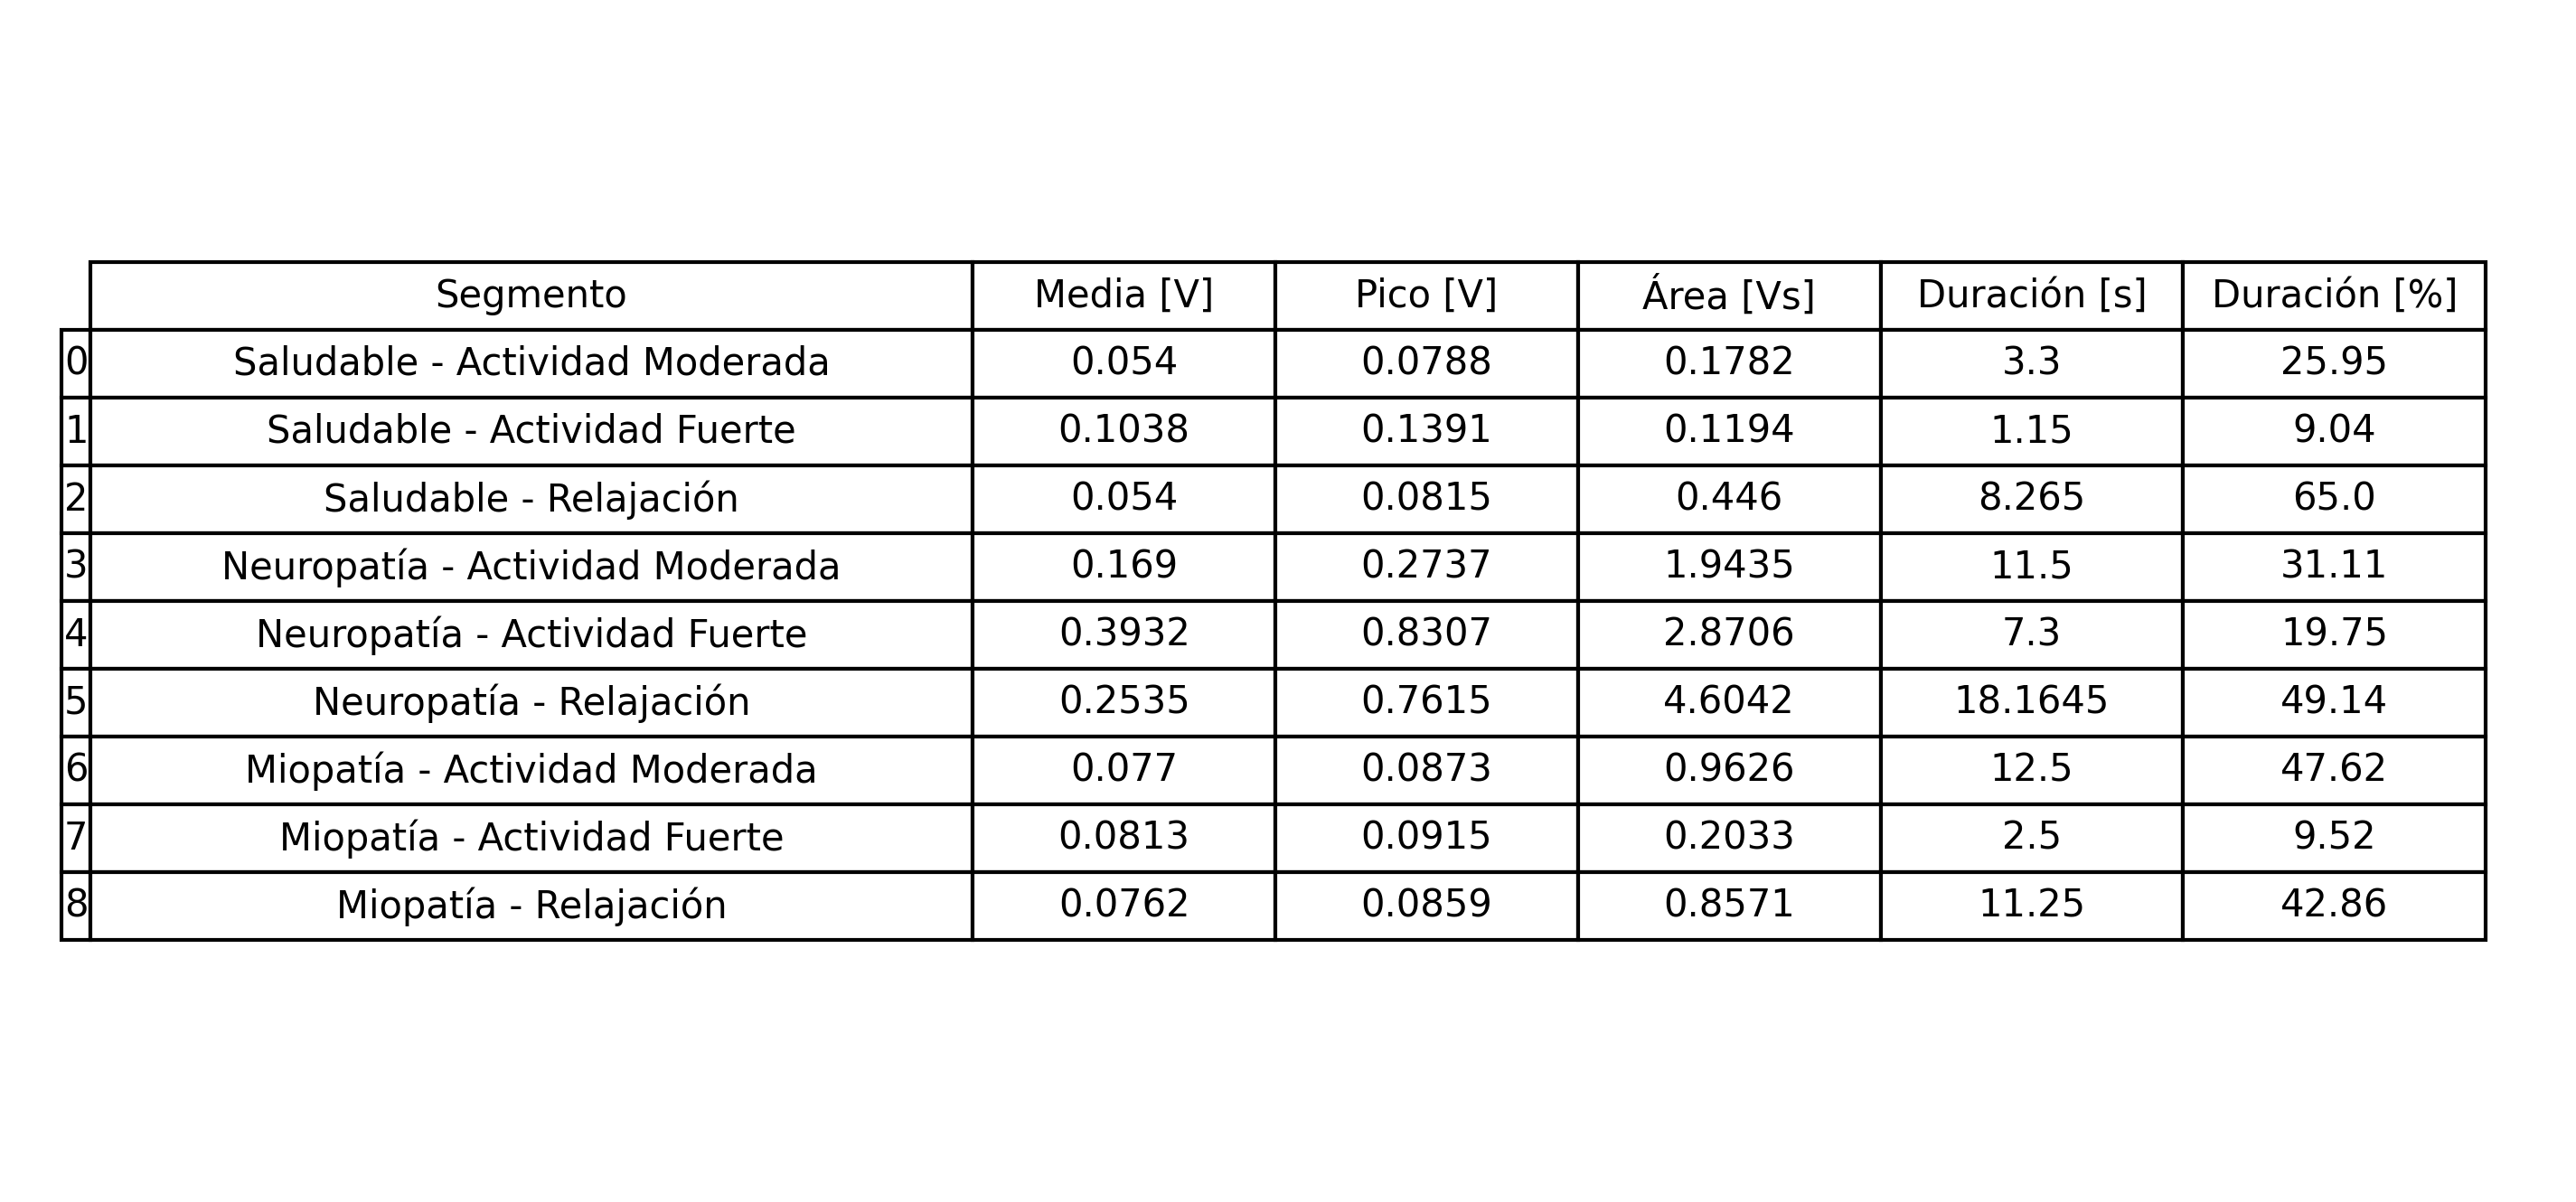 Segmento Media [V] Pico [V] Área [Vs] Duración [s] Duración [%]
0 Saludable - Actividad Moderada 0.054 0.0788 0.1782 3.3 25.95
1 Saludable - Actividad Fuerte 0.1038 0.1391 0.1194 1.15 9.04
2 Saludable - Relajación 0.054 0.0815 0.446 8.265 65.0
3 Neuropatía - Actividad Moderada 0.169 0.2737 1.9435 11.5 31.11
4 Neuropatía - Actividad Fuerte 0.3932 0.8307 2.8706 7.3 19.75
5 Neuropatía - Relajación 0.2535 0.7615 4.6042 18.1645 49.14
6 Miopatía - Actividad Moderada 0.077 0.0873 0.9626 12.5 47.62
7 Miopatía - Actividad Fuerte 0.0813 0.0915 0.2033 2.5 9.52
8 Miopatía - Relajación 0.0762 0.0859 0.8571 11.25 42.86